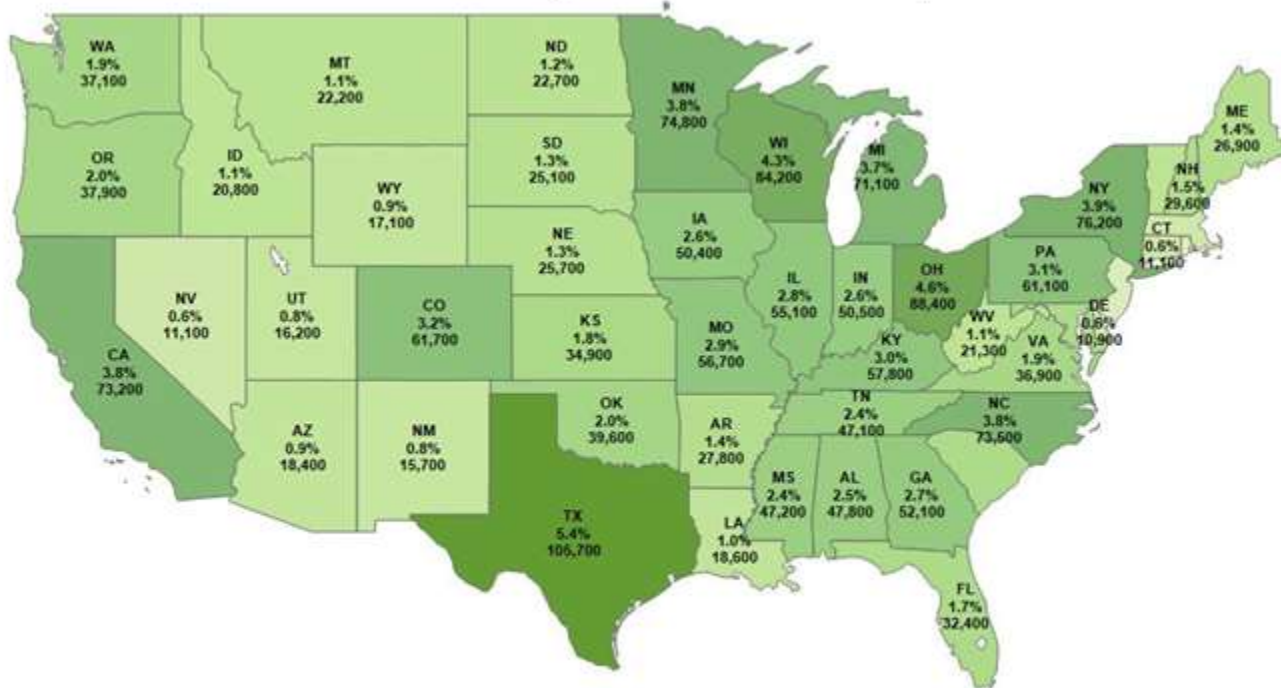 WA
1.9%
37,100
MT
1.1%
22,200
ND
1.2%
22,700
MN
3.8%
74,800
ME
1.4%
26,900
OR
2.0%
37,900
ID
1.1%
20,800
SD
1.3%
25,100
WI
4.3%
84,200
MI
3.7%
71,100
NH
1.5%
29,600
WY
0.9%
17,100
NY
3.9%
76,200
IA
2.6%
50,400
CT
0.6%
11,100
NE
1.3%
25,700
PA
3.1%
61,100
NV
0.6%
11,100
UT
0.8%
16,200
CO
3.2%
61,700
IL
2.8%
55,100
IN
2.6%
50,500
OH
4.6%
88,400
DE
0.6%
10,900
KS
1.8%
34,900
MO
2.9%
56,700
WV
1.1%
21,300
VA
1.9%
36,900
CA
3.8%
73,200
KY
3.0%
57,800
TN
2.4%
47,100
NC
3.8%
73,600
OK
2.0%
39,600
AZ
0.9%
18,400
NM
0.8%
15,700
AR
1.4%
27,800
MS
2.4%
47,200
AL
2.5%
47,800
GA
2.7%
52,100
TX
5.4%
105,700
LA
1.0%
18,600
FL
1.7%
32,400